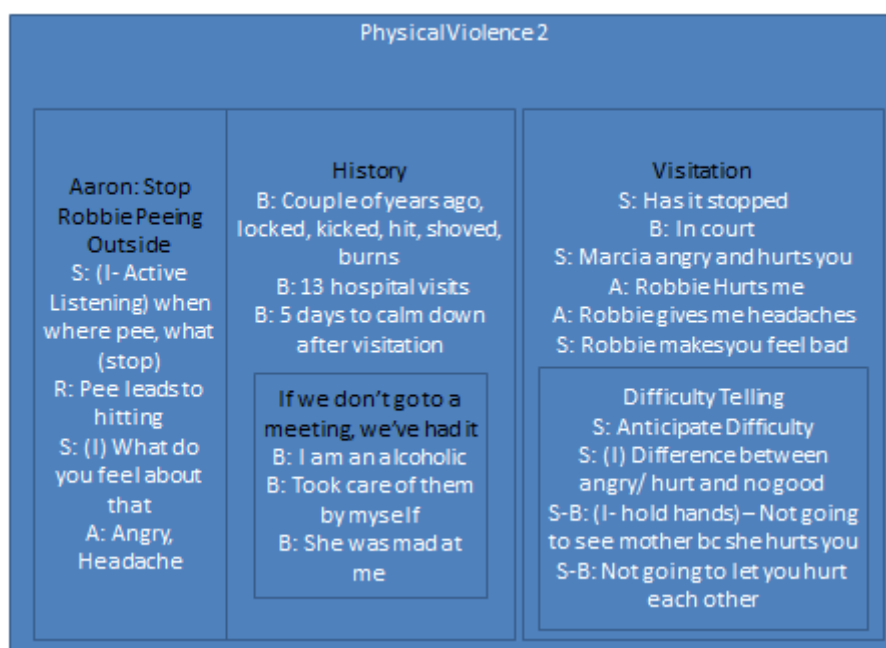 Physical Violence 2
Aaron: Stop
Robbie Peeing
Outside
S: (I- Active
Listening) when
where pee, what
(stop)
R: Pee leads to
hitting
S: (I) What do
you feel about
that
A: Angry,
Headache
History
B: Couple of years ago,
locked, kicked, hit, shoved,
burns
B: 13 hospital visits
B: 5 days to calm down
after visitation
If we don't go to a
meeting, we've had it
B: I am an alcoholic
B: Took care of them
by myself
B: She was mad at
me
Visitation
S: Has it stopped
B: In court
S: Marcia angry and hurts you
A: Robbie Hurts me
A: Robbie gives me headaches
S: Robbie makes you feel bad
Difficulty Telling
S: Anticipate Difficulty
S: (I) Difference between
angry/ hurt and no good
S-B: (I- hold hands) – Not going
to see mother bc she hurts you
S-B: Not going to let you hurt
each other